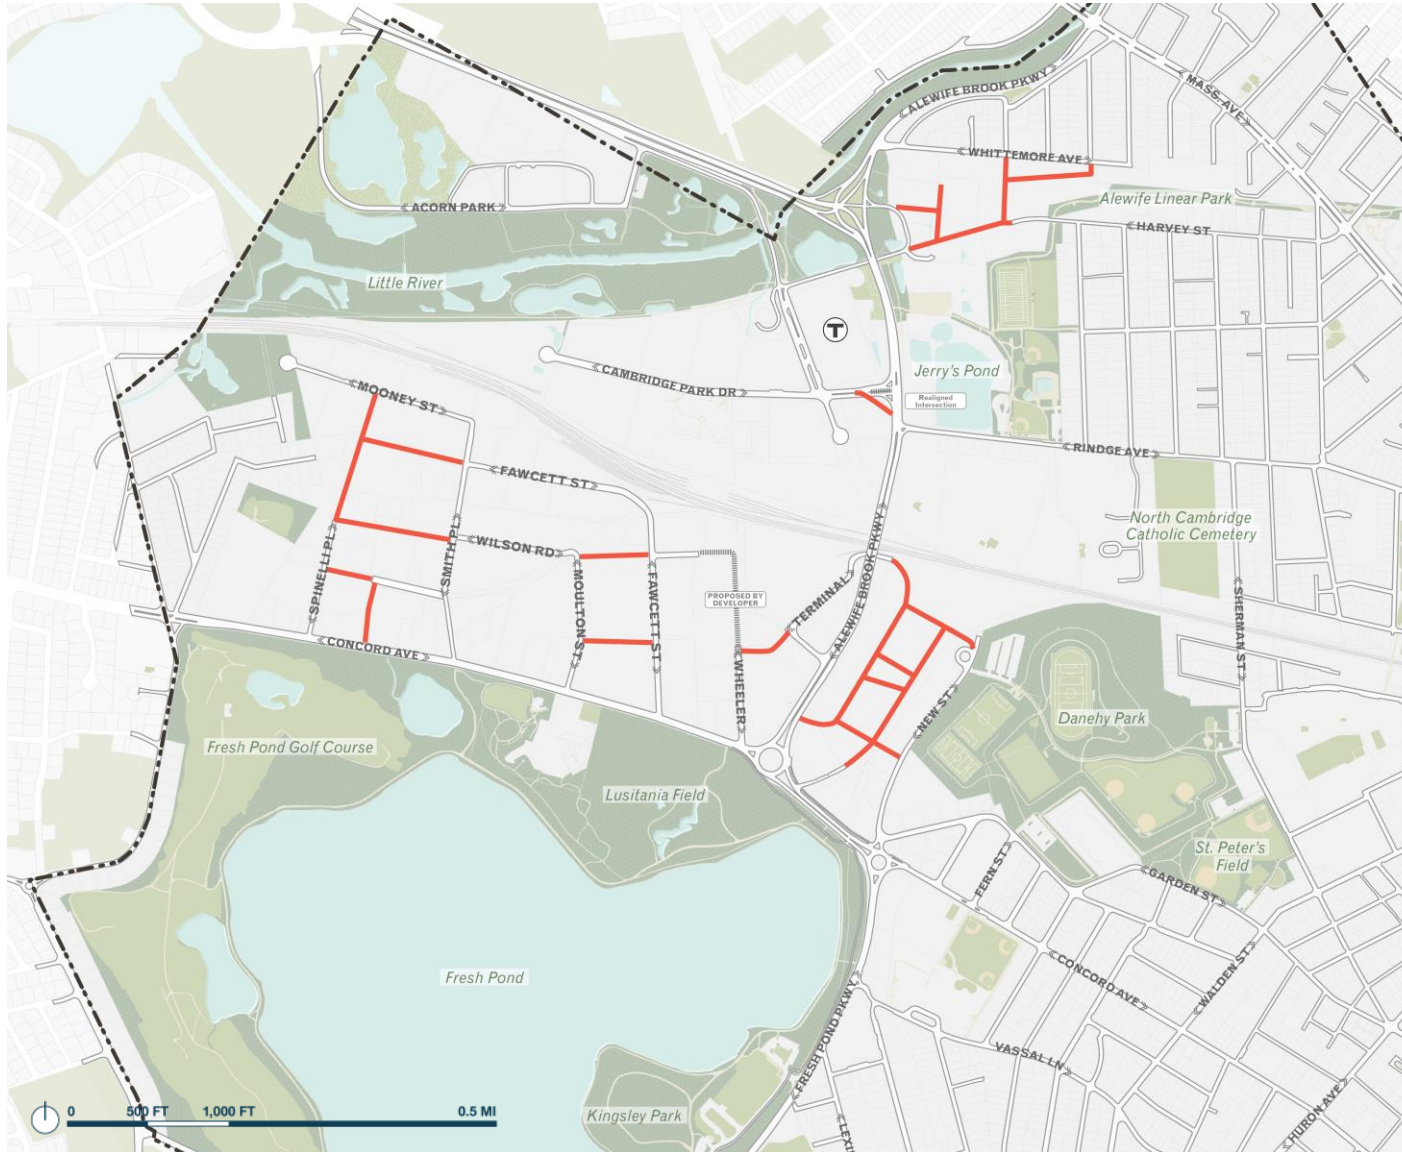 ALEWIFE BROOK PKWY
MASS. AVE
WHITTEMORE AVE
ACORN PARK
Alewife Linear Park
HARVEY ST
Little River
T
CAMBRIDGE PARK DR
Jerry's Pond
MOONEY ST
Realigned
Intersection
RINDGE AVE
FAWCETT ST
North Cambridge
Catholic Cemetery
ALEWIFE BROOK PKWY
SPINELLI PL
SMITH PL
WILSON RD
MOULTON ST
FAWCETT ST
PROPOSED BY
DEVELOPER
TERMINAL
SHERMAN ST
CONCORD AVE
WHEELER
NEW ST
Danehy Park
Fresh Pond Golf Course
Lusitania Field
St. Peter's
Field
FERN ST
GARDEN ST
Fresh Pond
CONCORD AVE
WALDEN ST
FRESH POND PKWY
VASSAL LN
Kingsley Park
HURON AVE
LEXI
0
500 FT
1,000 FT
0.5 MI